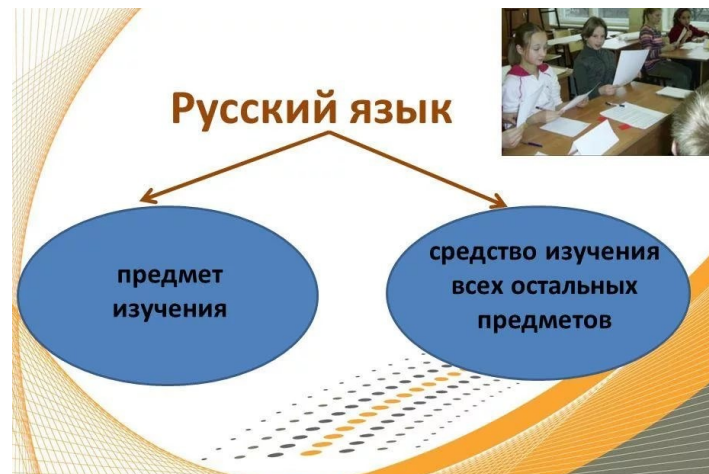 Русский язык
предмет
изучения
средство изучения
всех остальных
предметов